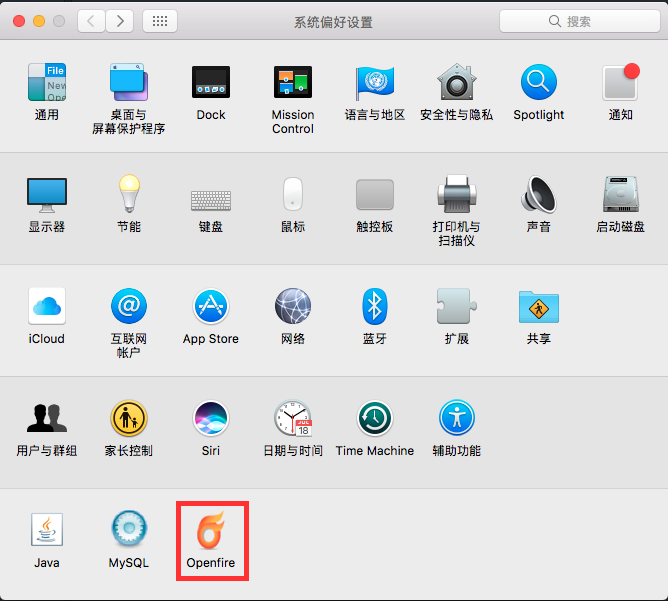 系统偏好设置
搜索
File
New
Ope
通用
桌面与
屏幕保护程序
Dock
Mission
Control
语言与地区
安全性与隐私
Spotlight
通知
显示器
节能
键盘
鼠标
触控板
打印机与
扫描仪
声音
启动磁盘
iCloud
互联网
帐户
App Store
网络
蓝牙
扩展
共享
用户与群组
家长控制
Siri
JUL
18
日期与时间
Time Machine
辅助功能
Java
MySQL
Openfire